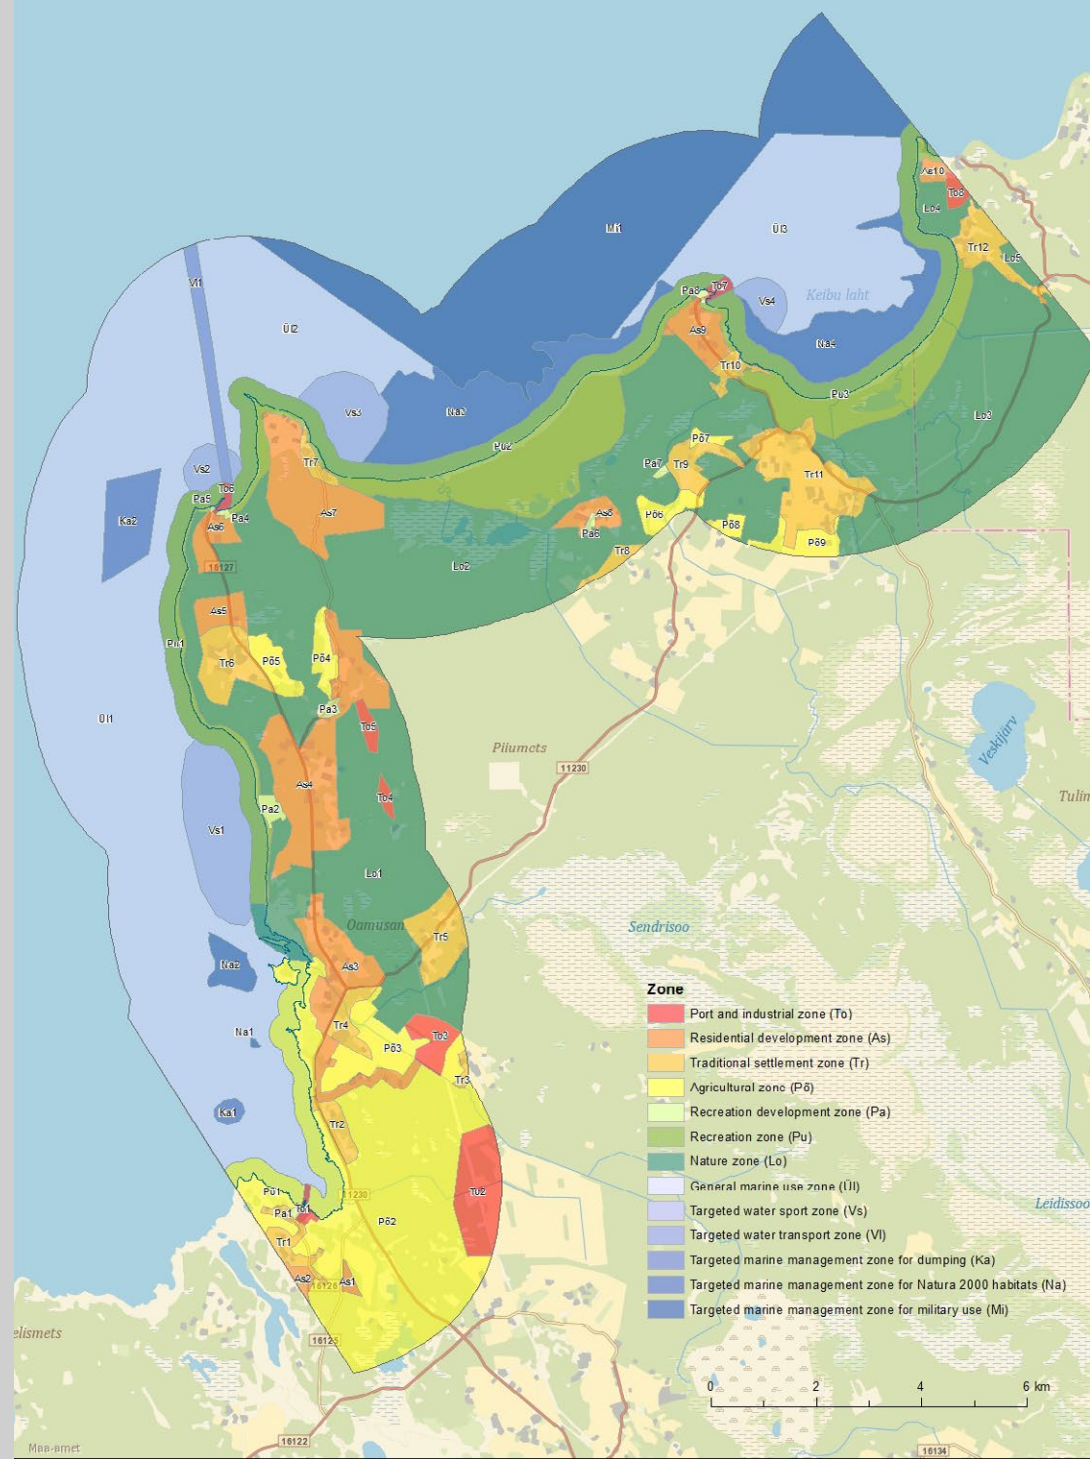 As10
To8
Lo4
Mi1
Ül3
Tr12
Lo5
Vl1
Pa8
To7
Vs4
Keibu laht
Ül2
As9
Na4
Tr10
Pu3
Vs3
Na3
Lo3
Pu2
Põ7
Tr7
Pa7
Tr9
Tr11
Vs2
To6
Pa5
Pa4
As7
As8
Põ6
Põ8
Ka2
As6
Pa6
Põ9
Tr8
Lo2
16127
As5
Pu1
Tr6
Põ5
Põ4
Pa3
Ül1
To5
Piiumets
11230
Veskijärv
As4
To4
Pa2
Vs1
Lo1
Oamusan
Tr5
Sendrisoo
Na2
As3
Na1
Tr4
Põ3
To3
Tr3
Ka1
Tr2
Põ1
To1
Pa1
11230
To2
Põ2
Leidissoo
Tr1
As2
As1
16126
16125
elismets
16122
16134
Zone
Port and industrial zone (To)
Residential development zone (As)
Traditional settlement zone (Tr)
Agricultural zone (Põ)
Recreation development zone (Pa)
Recreation zone (Pu)
Nature zone (Lo)
General marine use zone (Ül)
Targeted water sport zone (Vs)
Targeted water transport zone (Vl)
Targeted marine management zone for dumping (Ka)
Targeted marine management zone for Natura 2000 habitats (Na)
Targeted marine management zone for military use (Mi)
0 2 4 6 km
Maa-amet